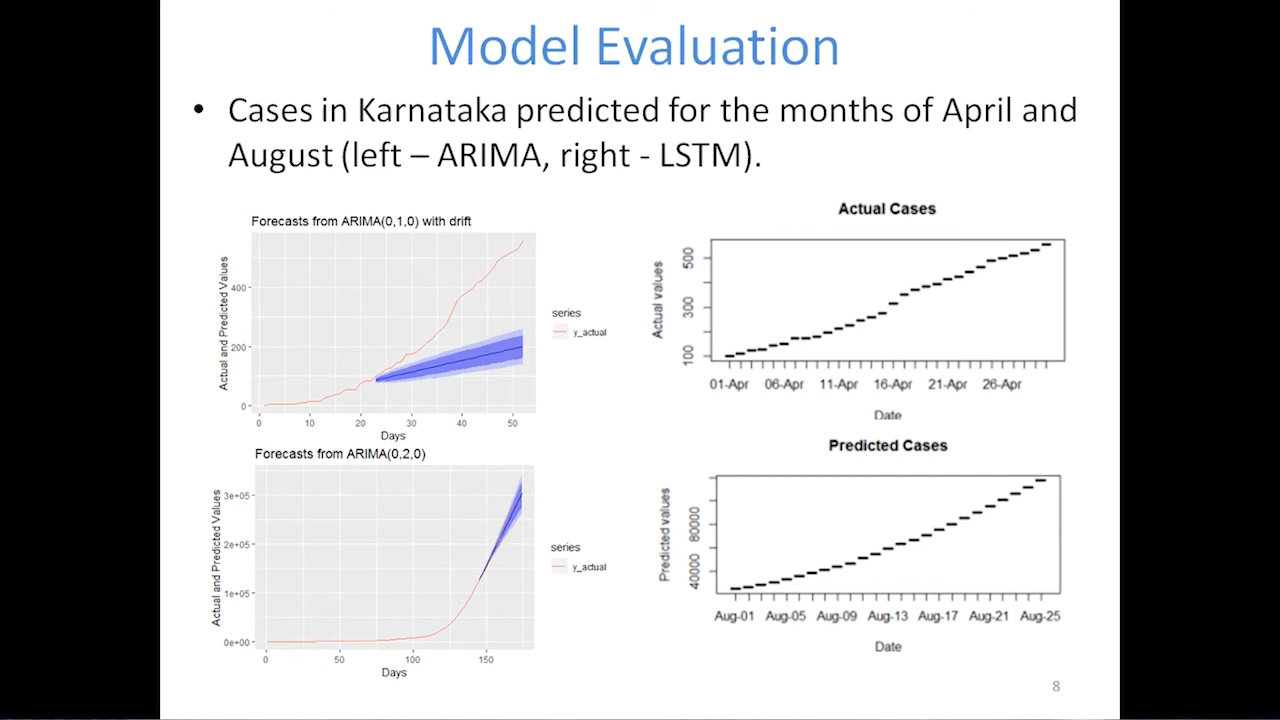 Model Evaluation
• Cases in Karnataka predicted for the months of April and
August (left – ARIMA, right - LSTM).
Forecasts from ARIMA(0,1,0) with drift
Actual and Predicted Values
400
200
0
0 10 20 30 40 50
Days
series
y_actual
Actual Cases
Actual values
500
300
100
01-Apr 06-Apr 11-Apr 16-Apr 21-Apr 26-Apr
Date
Forecasts from ARIMA(0,2,0)
Actual and Predicted Values
3e+05
2e+05
1e+05
0e+00
0 50 100 150
Days
series
y_actual
Predicted Cases
Predicted values
80000
40000
Aug-01 Aug-05 Aug-09 Aug-13 Aug-17 Aug-21 Aug-25
Date
8